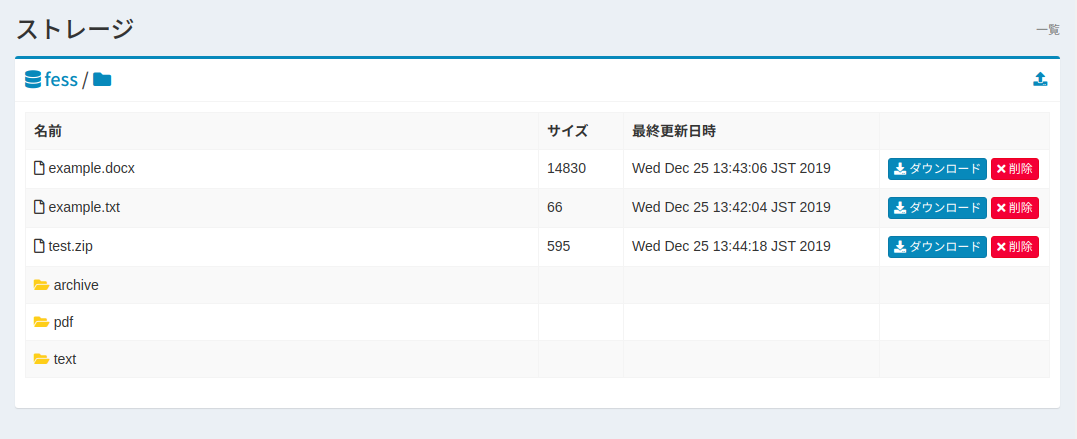 ストレージ
一覧
fess /
名前 サイズ 最終更新日時
example.docx 14830 Wed Dec 25 13:43:06 JST 2019 ダウンロード 削除
example.txt 66 Wed Dec 25 13:42:04 JST 2019 ダウンロード 削除
test.zip 595 Wed Dec 25 13:44:18 JST 2019 ダウンロード 削除
archive
pdf
text